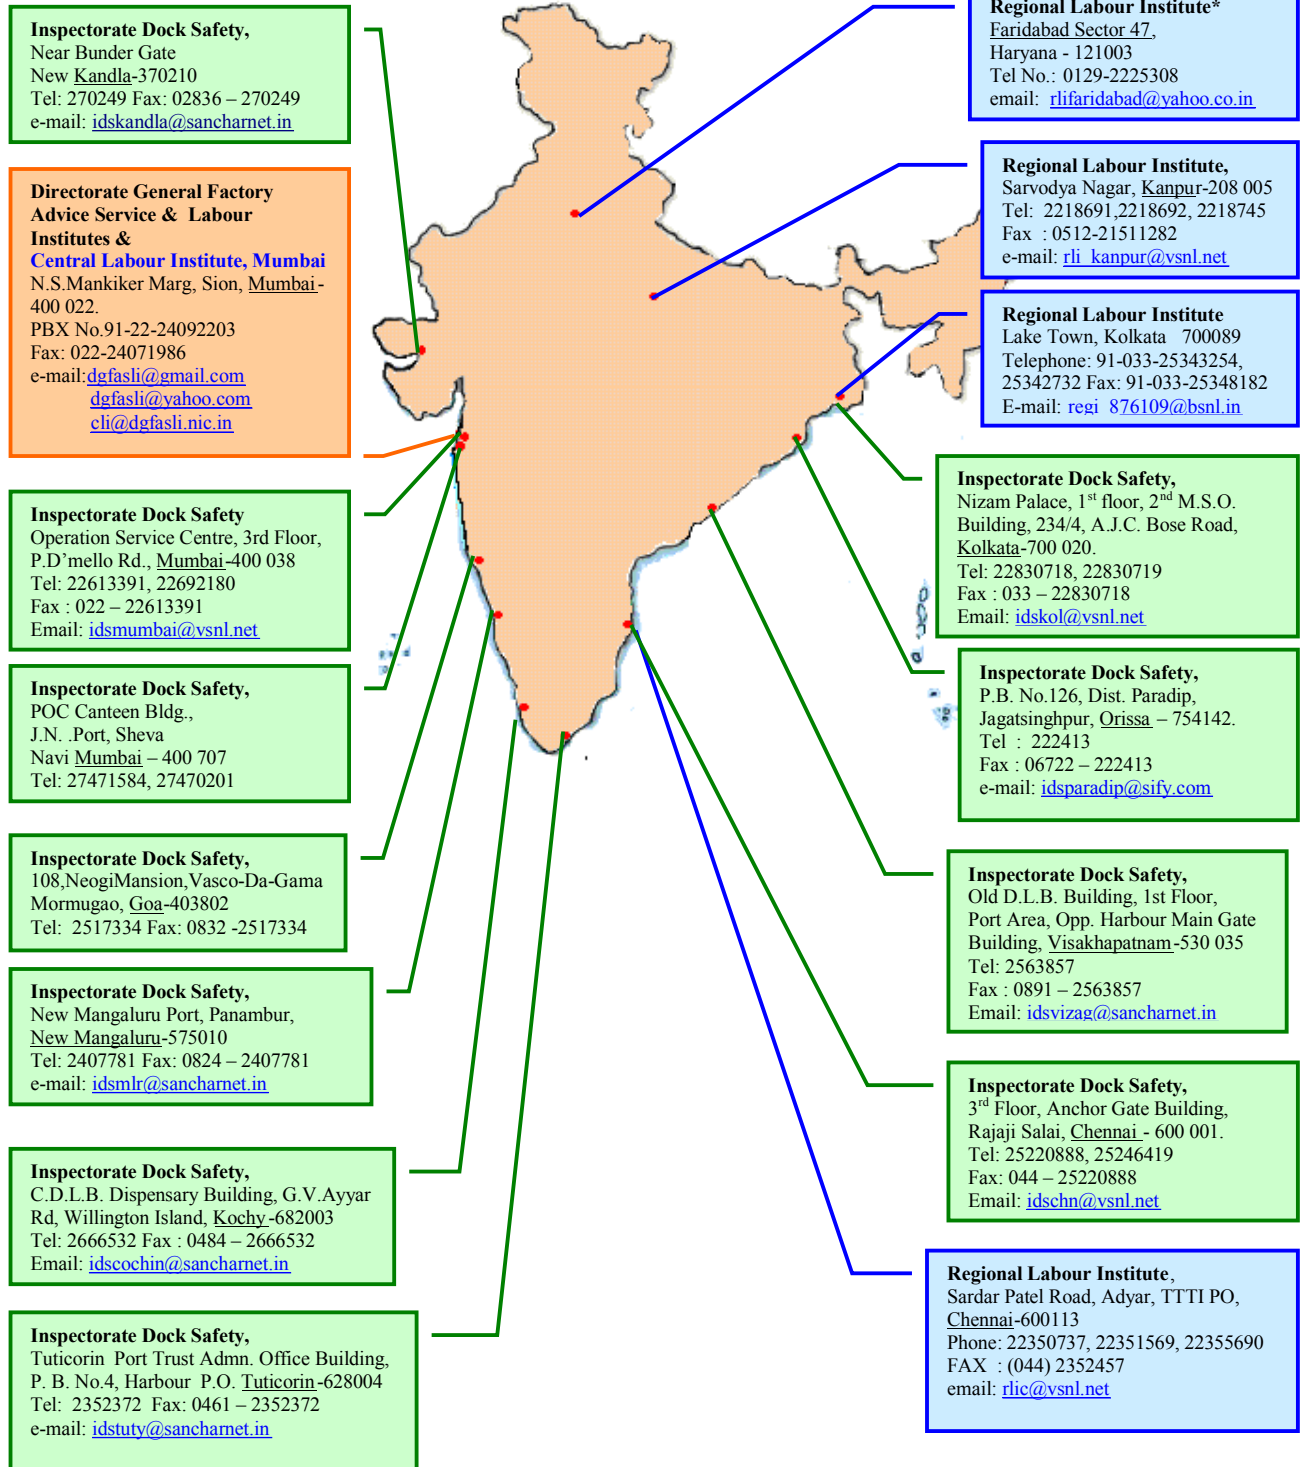 Inspectorate Dock Safety,
Near Bunder Gate
New Kandla-370210
Tel: 270249 Fax: 02836 – 270249
e-mail: idskandla@sancharnet.in
Directorate General Factory
Advice Service & Labour
Institutes &
Central Labour Institute, Mumbai
N.S.Mankiker Marg, Sion, Mumbai-
400 022.
PBX No.91-22-24092203
Fax: 022-24071986
e-mail:dgfasli@gmail.com
dgfasli@yahoo.com
cli@dgfasli.nic.in
Inspectorate Dock Safety
Operation Service Centre, 3rd Floor,
P.D’mello Rd., Mumbai-400 038
Tel: 22613391, 22692180
Fax : 022 – 22613391
Email: idsmumbai@vsnl.net
Inspectorate Dock Safety,
POC Canteen Bldg.,
J.N. .Port, Sheva
Navi Mumbai – 400 707
Tel: 27471584, 27470201
Inspectorate Dock Safety,
108,NeogiMansion,Vasco-Da-Gama
Mormugao, Goa-403802
Tel: 2517334 Fax: 0832 -2517334
Inspectorate Dock Safety,
New Mangaluru Port, Panambur,
New Mangaluru-575010
Tel: 2407781 Fax: 0824 – 2407781
e-mail: idsmlr@sancharnet.in
Inspectorate Dock Safety,
C.D.L.B. Dispensary Building, G.V.Ayyar
Rd, Willington Island, Kochy-682003
Tel: 2666532 Fax : 0484 – 2666532
Email: idscochin@sancharnet.in
Inspectorate Dock Safety,
Tuticorin Port Trust Admn. Office Building,
P. B. No.4, Harbour P.O. Tuticorin-628004
Tel: 2352372 Fax: 0461 – 2352372
e-mail: idstuty@sancharnet.in
Regional Labour Institute*
Faridabad Sector 47,
Haryana - 121003
Tel No.: 0129-2225308
email: rlifaridabad@yahoo.co.in
Regional Labour Institute,
Sarvodya Nagar, Kanpur-208 005
Tel: 2218691,2218692, 2218745
Fax : 0512-21511282
e-mail: rli_kanpur@vsnl.net
Regional Labour Institute
Lake Town, Kolkata 700089
Telephone: 91-033-25343254,
25342732 Fax: 91-033-25348182
E-mail: regi_876109@bsnl.in
Inspectorate Dock Safety,
Nizam Palace, 1st floor, 2nd M.S.O.
Building, 234/4, A.J.C. Bose Road,
Kolkata-700 020.
Tel: 22830718, 22830719
Fax : 033 – 22830718
Email: idskol@vsnl.net
Inspectorate Dock Safety,
P.B. No.126, Dist. Paradip,
Jagatsinghpur, Orissa – 754142.
Tel : 222413
Fax : 06722 – 222413
e-mail: idsparadip@sify.com
Inspectorate Dock Safety,
Old D.L.B. Building, 1st Floor,
Port Area, Opp. Harbour Main Gate
Building, Visakhapatnam-530 035
Tel: 2563857
Fax : 0891 – 2563857
Email: idsvizag@sancharnet.in
Inspectorate Dock Safety,
3rd Floor, Anchor Gate Building,
Rajaji Salai, Chennai - 600 001.
Tel: 25220888, 25246419
Fax: 044 – 25220888
Email: idschn@vsnl.net
Regional Labour Institute,
Sardar Patel Road, Adyar, TTTI PO,
Chennai-600113
Phone: 22350737, 22351569, 22355690
FAX : (044) 2352457
email: rlic@vsnl.net